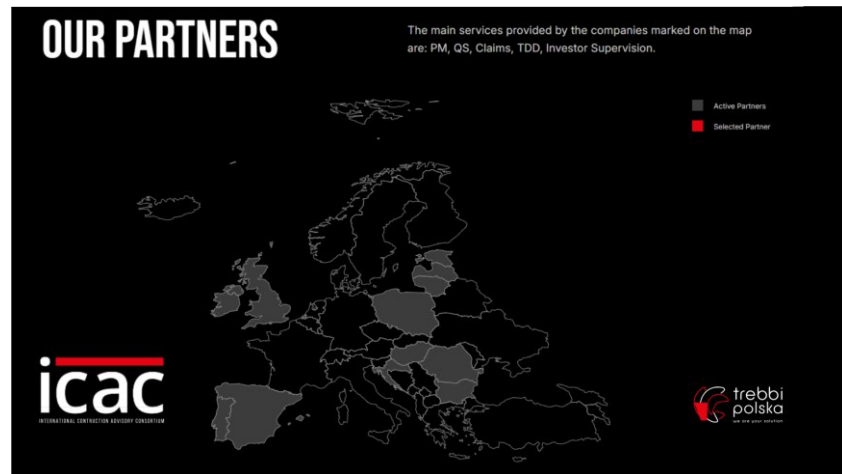 OUR PARTNERS
The main services provided by the companies marked on the map
are: PM, QS, Claims, TDD, Investor Supervision.
Active Partners
Selected Partner
icac
INTERNATIONAL CONTRUCTION ADVISORY CONSORTIUM
trebbi
polska
we are your solution